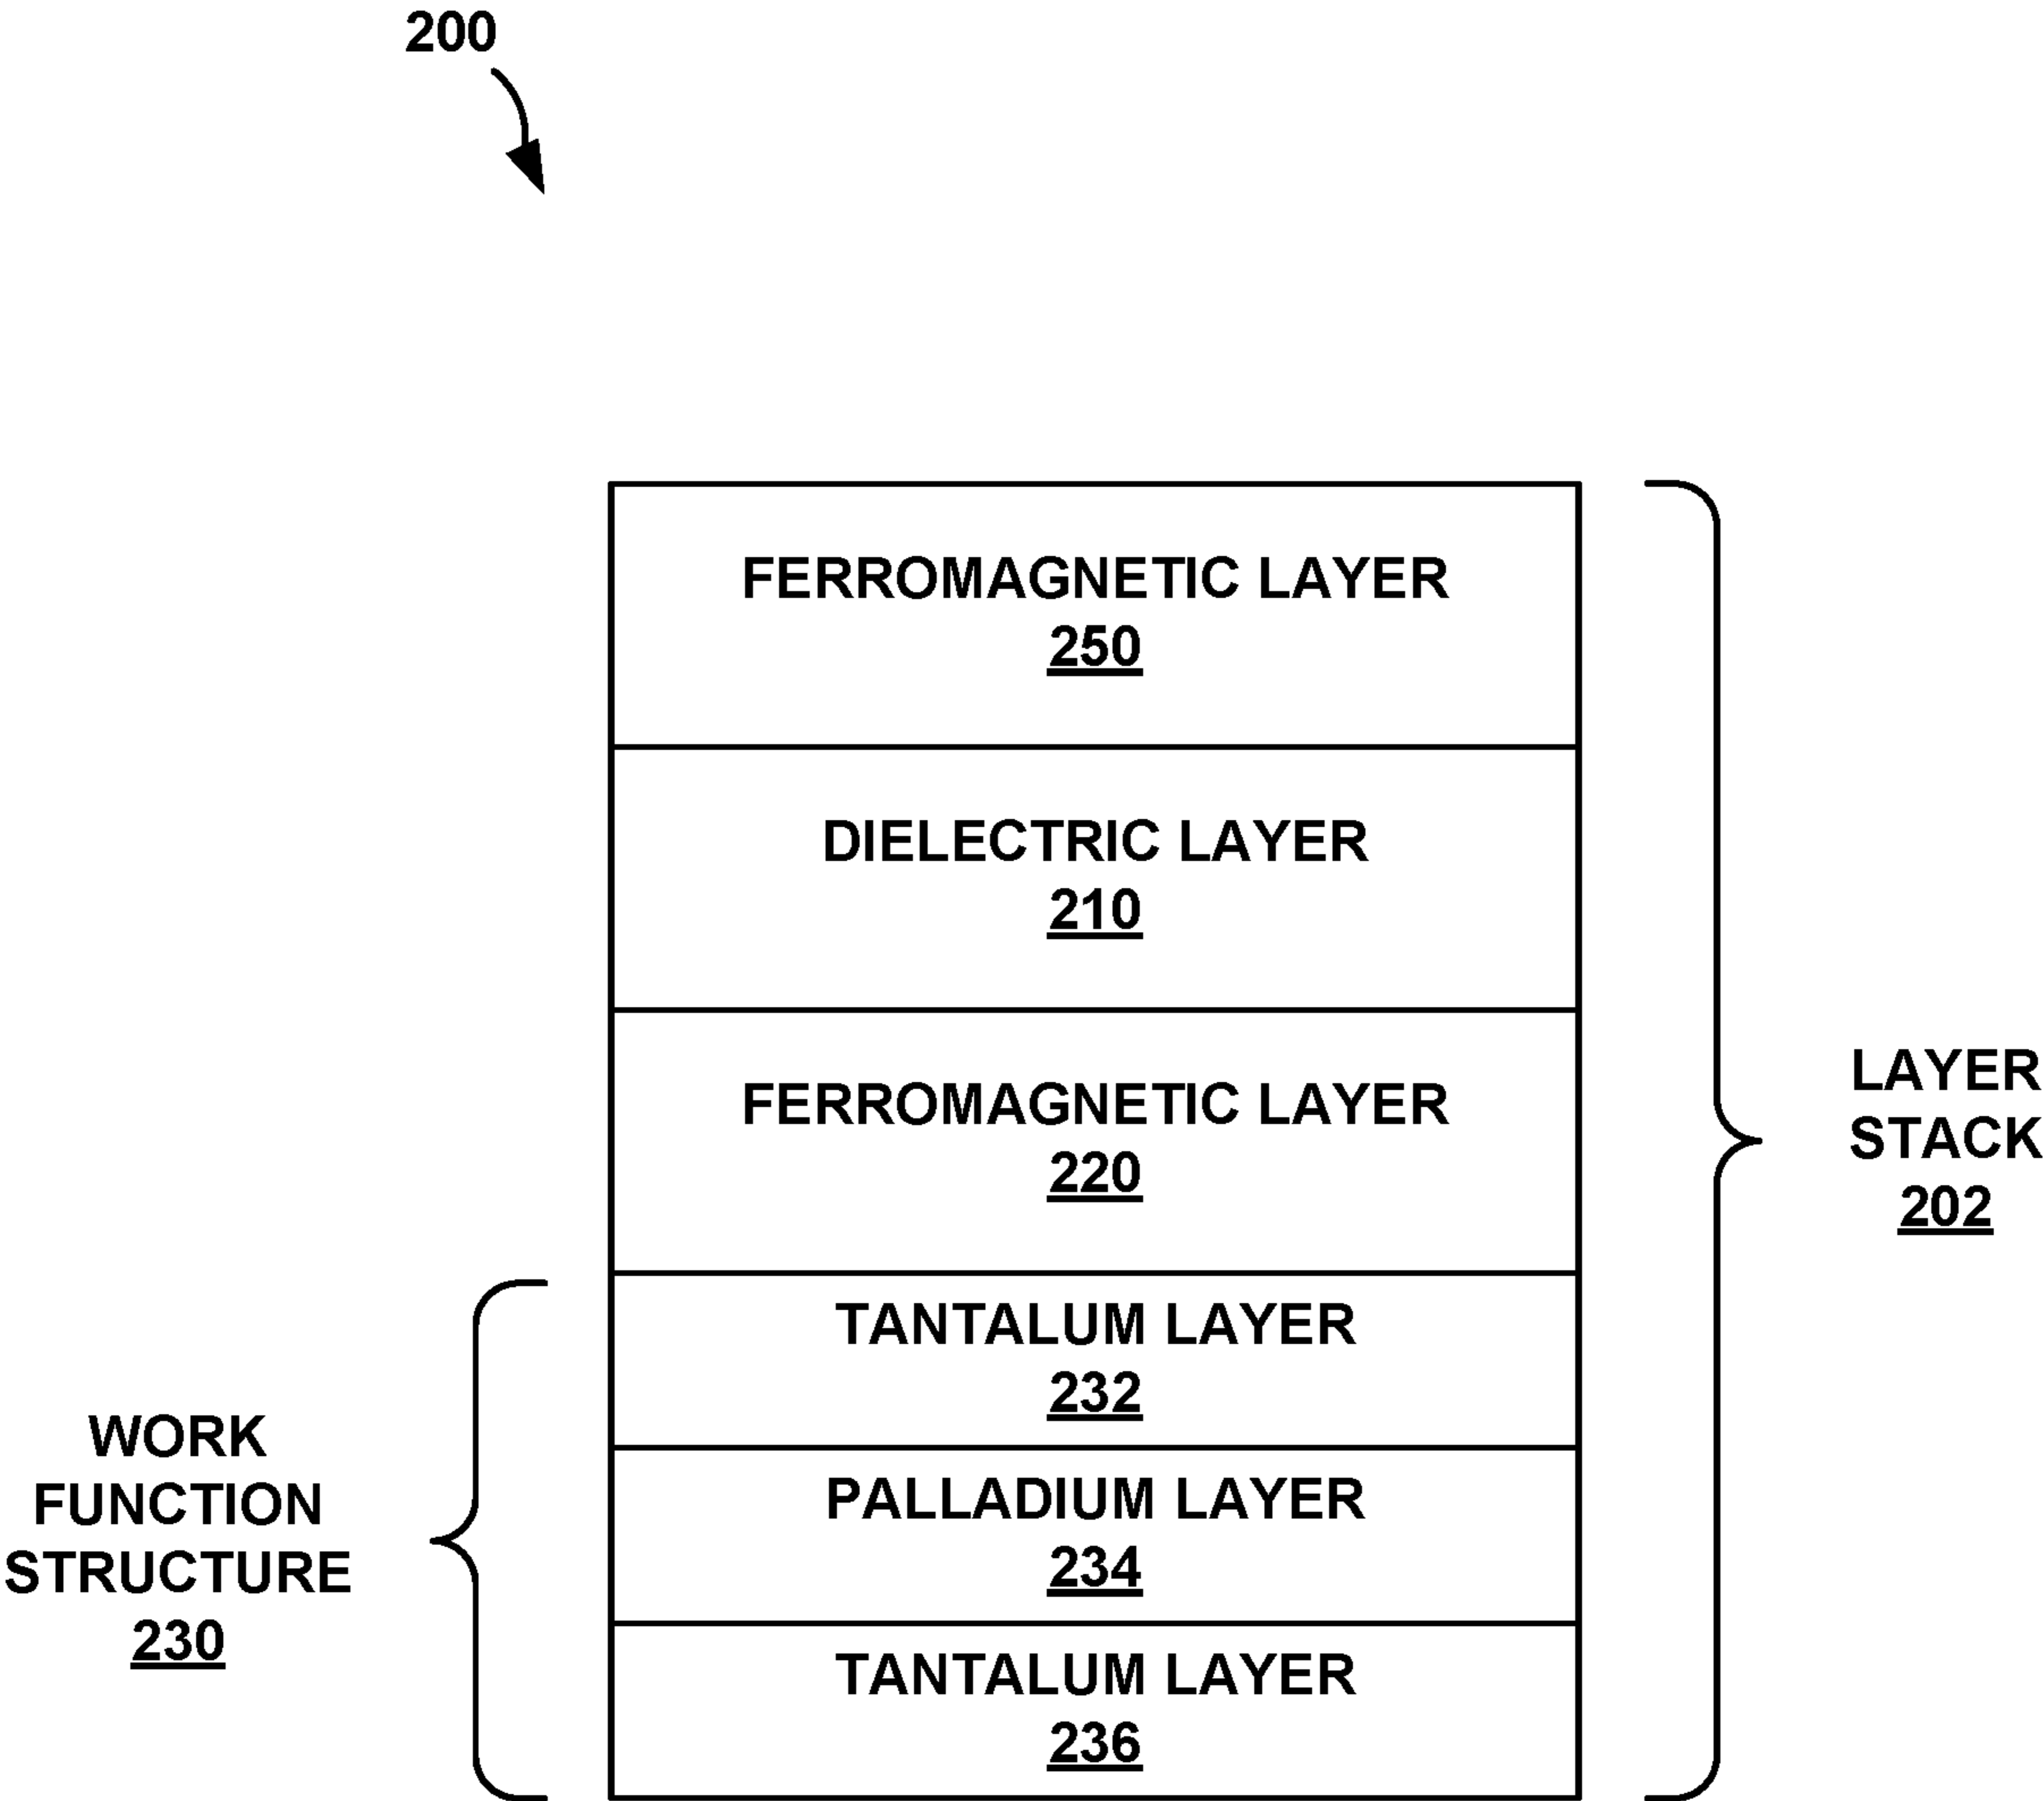 200
FERROMAGNETIC LAYER
250
DIELECTRIC LAYER
210
FERROMAGNETIC LAYER
220
TANTALUM LAYER
232
PALLADIUM LAYER
234
TANTALUM LAYER
236
WORK
FUNCTION
STRUCTURE
230
LAYER
STACK
202